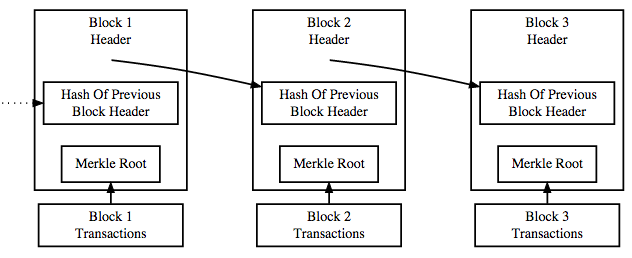 Block 1
Header
Hash Of Previous
Block Header
Merkle Root
Block 1
Transactions
Block 2
Header
Hash Of Previous
Block Header
Merkle Root
Block 2
Transactions
Block 3
Header
Hash Of Previous
Block Header
Merkle Root
Block 3
Transactions